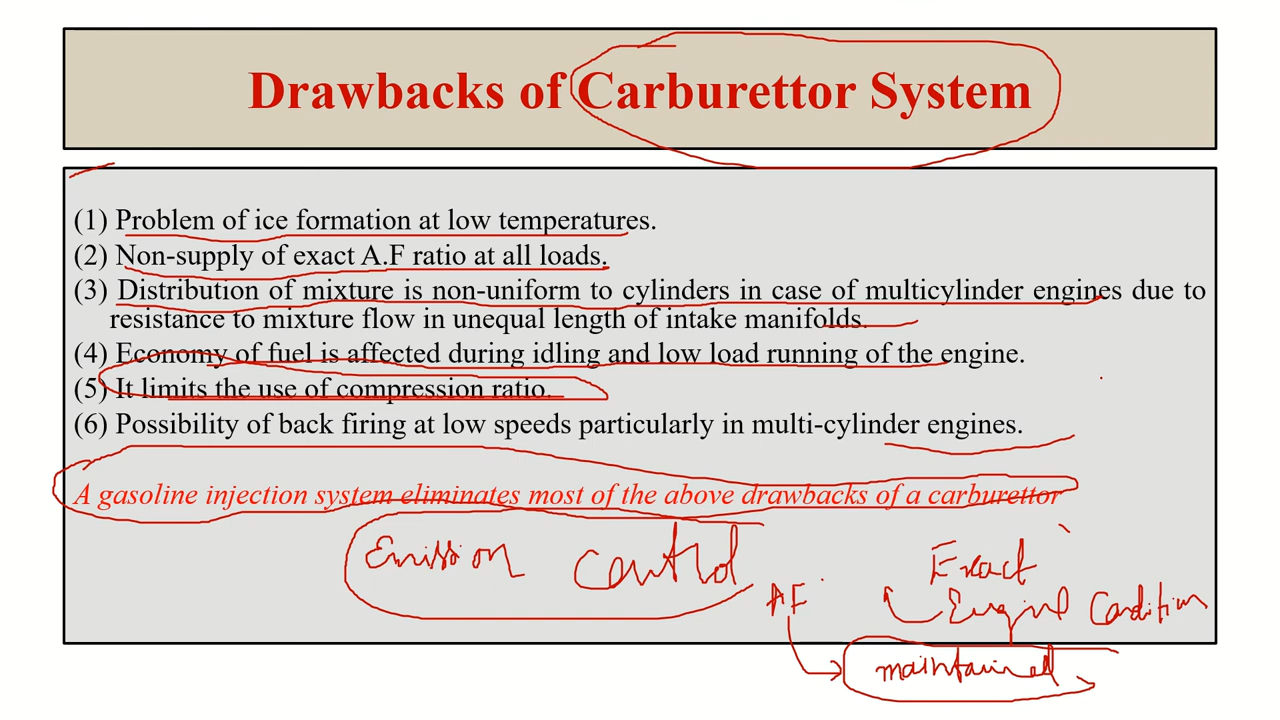 Drawbacks of Carburettor System
(1) Problem of ice formation at low temperatures.
(2) Non-supply of exact A.F ratio at all loads.
(3) Distribution of mixture is non-uniform to cylinders in case of multicylinder engines due to
resistance to mixture flow in unequal length of intake manifolds.
(4) Economy of fuel is affected during idling and low load running of the engine.
(5) It limits the use of compression ratio.
(6) Possibility of back firing at low speeds particularly in multi-cylinder engines.
A gasoline injection system eliminates most of the above drawbacks of a carburettor
Emission Control
Exact
AF
Engine Condition
maintained